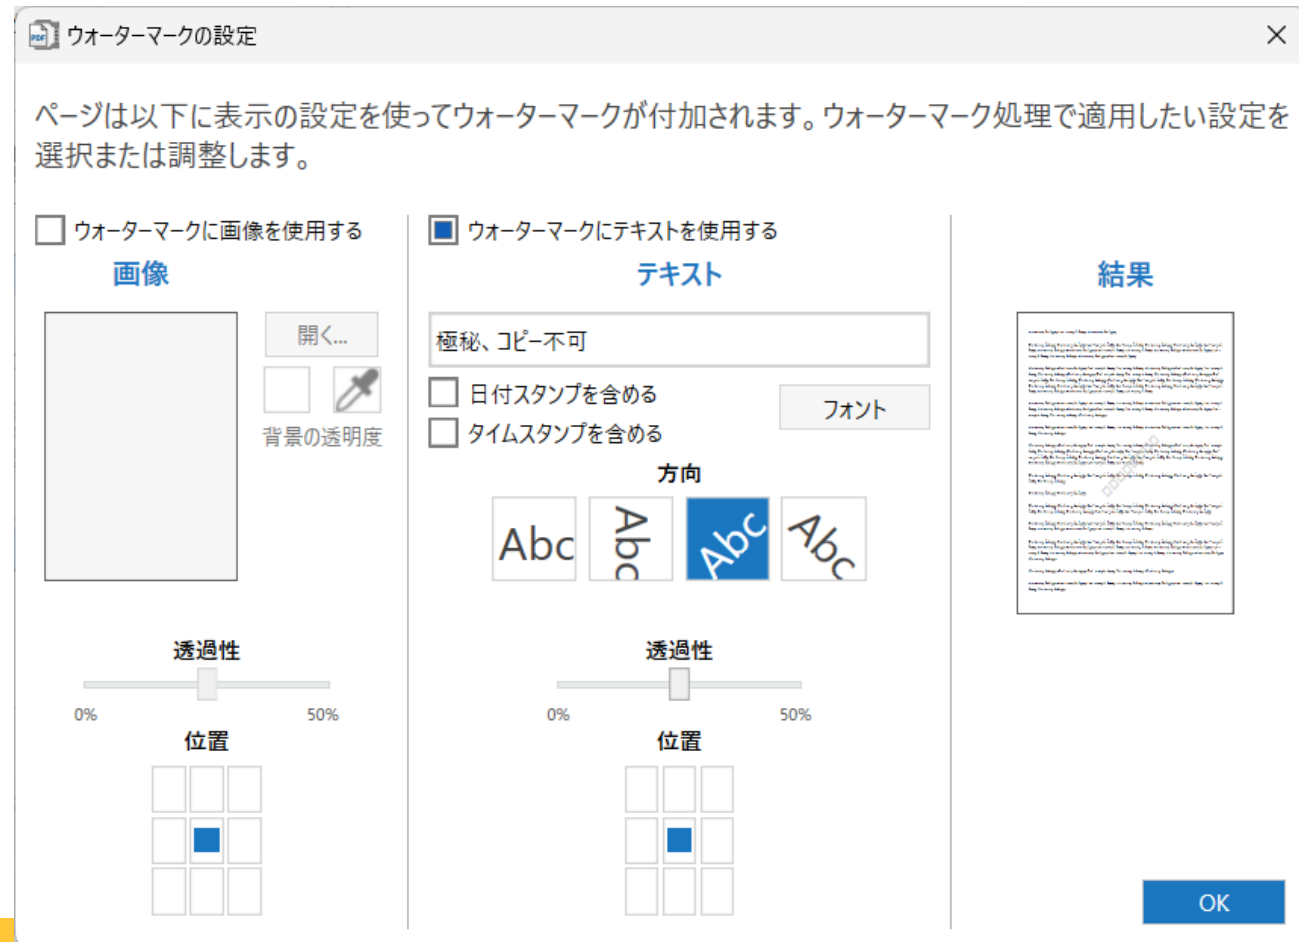 ウォーターマークの設定
ページは以下に表示の設定を使ってウォーターマークが付加されます。ウォーターマーク処理で適用したい設定を
選択または調整します。
ウォーターマークに画像を使用する
画像
開く...
背景の透明度
透過性
0% 50%
位置
ウォーターマークにテキストを使用する
テキスト
極秘、コピー不可
日付スタンプを含める
タイムスタンプを含める
フォント
方向
Abc Abc Abc Abc
透過性
0% 50%
位置
結果
OK